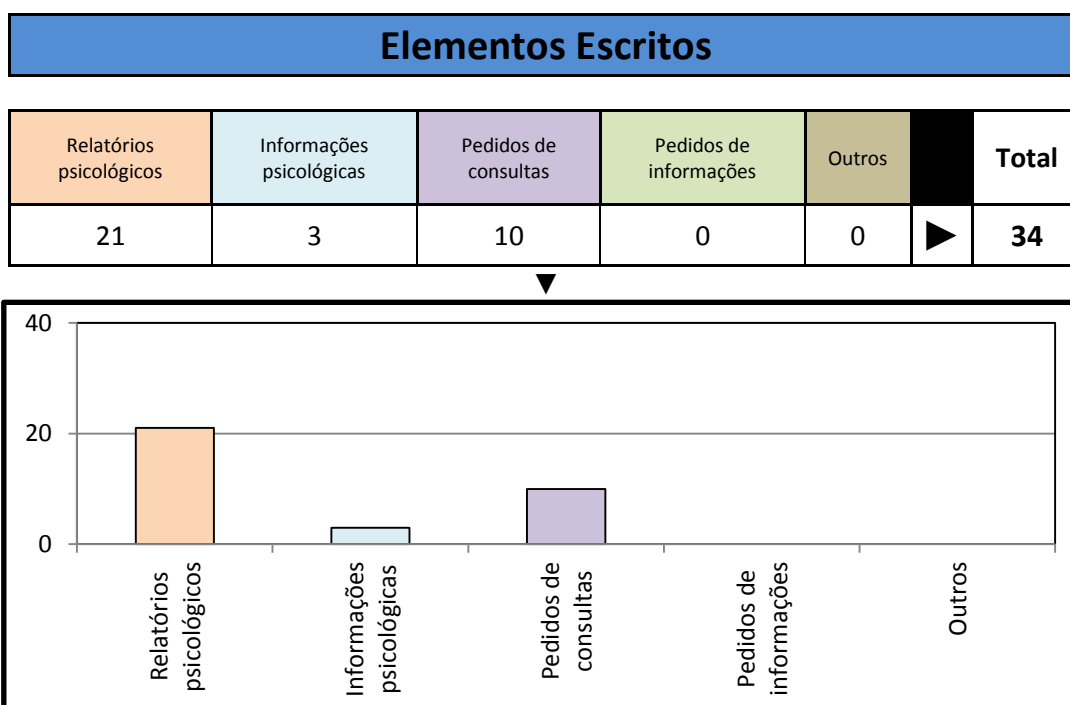 Elementos Escritos
Relatórios psicológicos
Informações psicológicas
Pedidos de consultas
Pedidos de informações
Outros
Total
21 3 10 0 0 ► 34
▼
40
20
0
Relatórios
psicológicos
Informações
psicológicas
Pedidos de
consultas
Pedidos de
informações
Outros